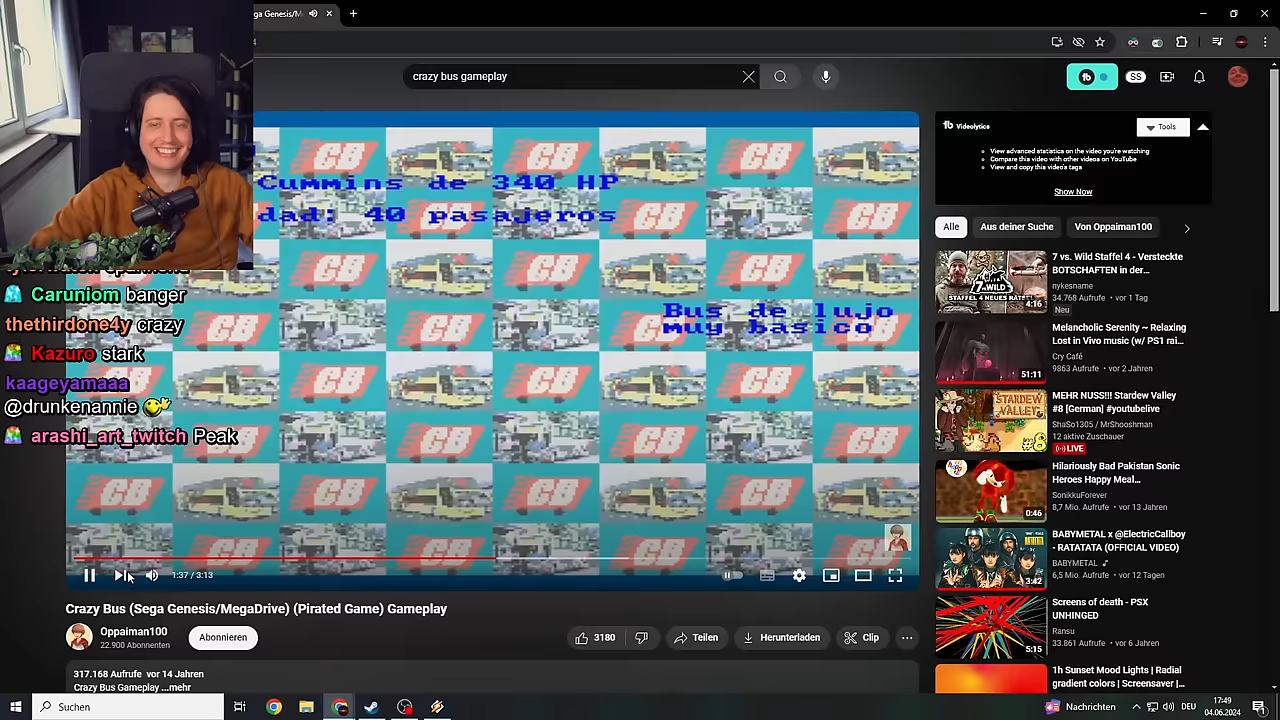 ga Genesis/M
crazy bus gameplay
SS
Videolytics
Tools
View advanced statistics on the video you're watching
Compare this video with other videos on YouTube
View and copy this video's tags
Show Now
Cummins de 340 HP
dad: 40 pasajeros
Bus de lujo
muy basico
CB
Alle
Aus deiner Suche
Von Oppaiman100
7 vs. Wild Staffel 4 - Versteckte
BOTSCHAFTEN in der...
nykesname
34.768 Aufrufe • vor 1 Tag
Neu
4:16
Melancholic Serenity ~ Relaxing
Lost in Vivo music (w/ PS1 rai...
Cry Café
9863 Aufrufe • vor 2 Jahren
51:11
MEHR NUSS!!! Stardew Valley
#8 [German] #youtubelive
ShaSo1305 / MrShooshman
12 aktive Zuschauer
LIVE
Hilariously Bad Pakistan Sonic
Heroes Happy Meal...
SonikkuForever
8,7 Mio. Aufrufe • vor 13 Jahren
0:46
BABYMETAL x @ElectricCallboy
- RATATATA (OFFICIAL VIDEO)
BABYMETAL
6,5 Mio. Aufrufe • vor 12 Tagen
3:42
Screens of death - PSX
UNHINGED
Ransu
33.861 Aufrufe • vor 6 Jahren
5:15
1h Sunset Mood Lights | Radial
gradient colors | Screensaver |...
Caruniom banger
thethirdone4y crazy
Kazuro stark
kaageyamaaa
@drunkenannie
arashi_art_twitch Peak
1:37 / 3:13
Crazy Bus (Sega Genesis/MegaDrive) (Pirated Game) Gameplay
Oppaiman100
22.900 Abonnenten
Abonnieren
3180
Teilen
Herunterladen
Clip
317.168 Aufrufe vor 14 Jahren
Crazy Bus Gameplay ...mehr
Suchen
Nachrichten
DEU
17:49
04.06.2024